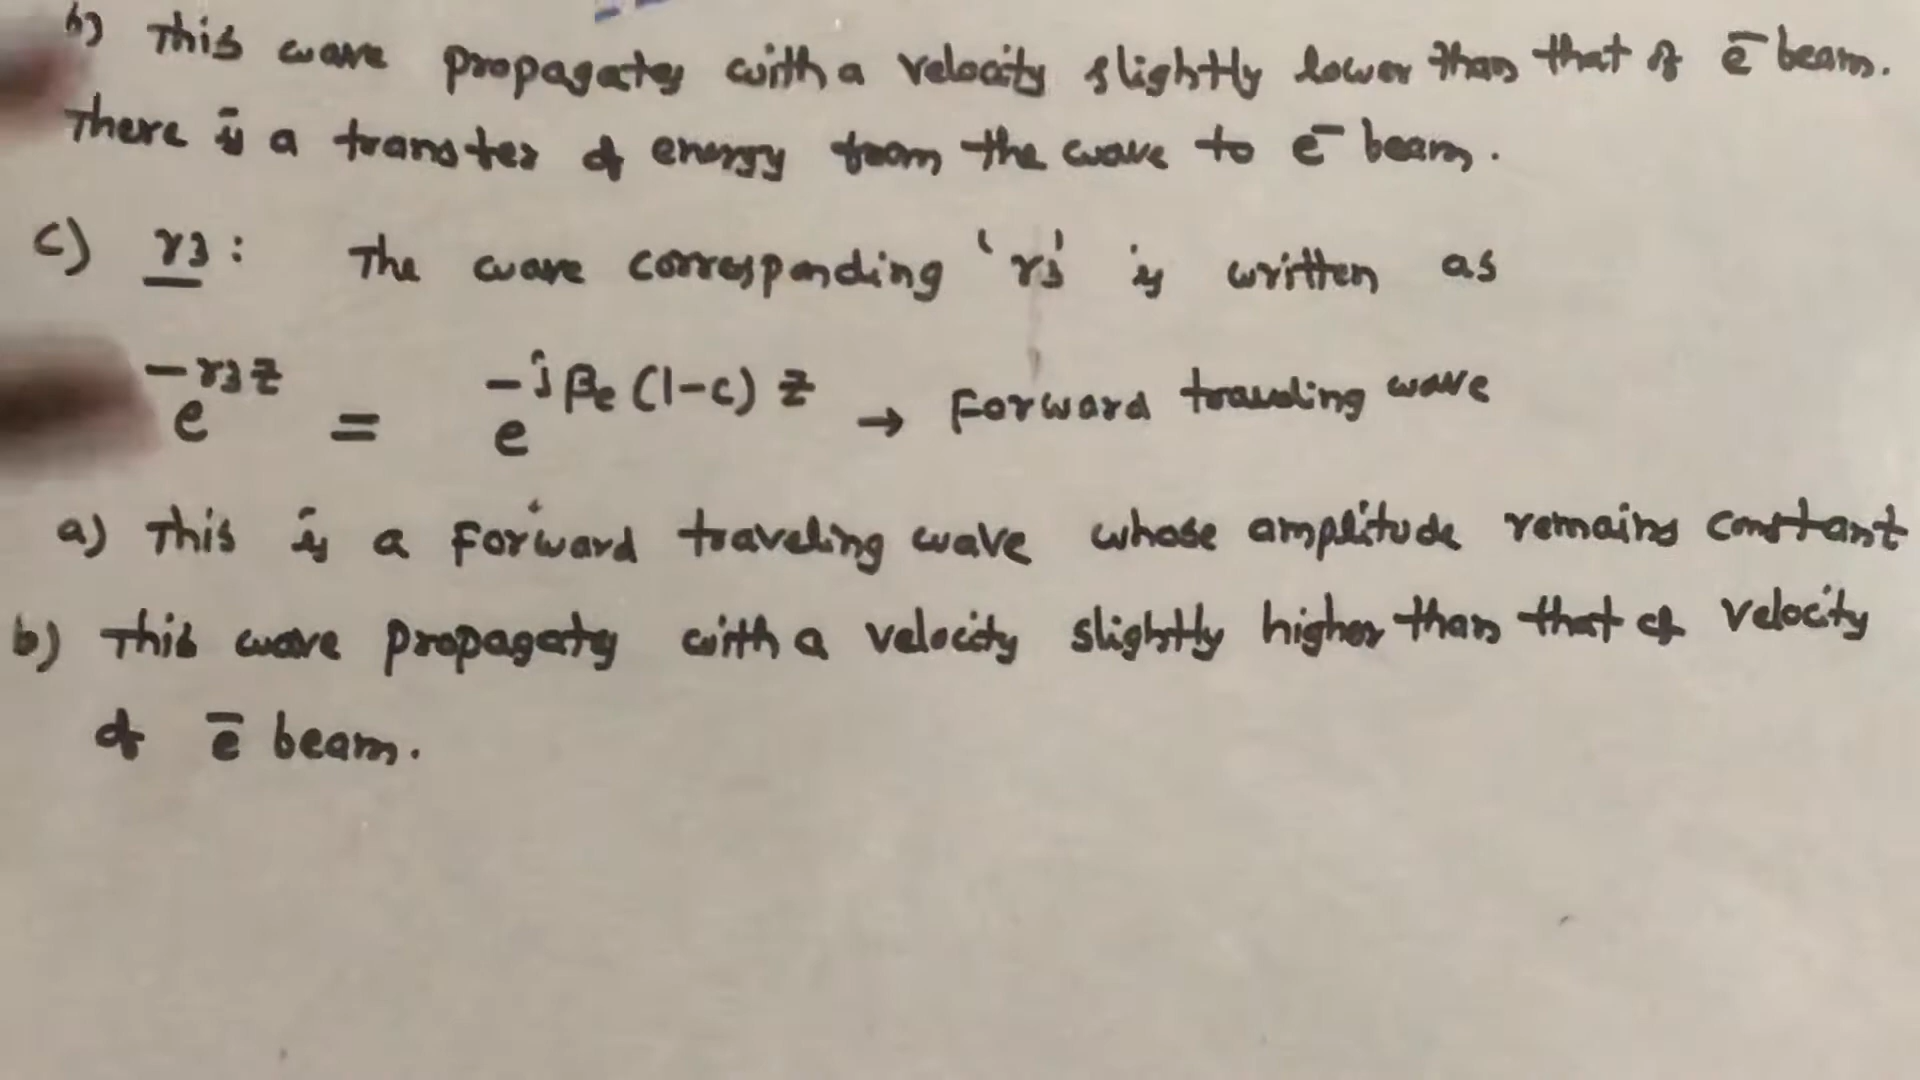 b) This wave propagates with a velocity slightly lower than that of e⁻ beam.
There is a transfer of energy from the wave to e⁻ beam.
c) γ3 : The wave corresponding 'γ3' is written as
e^{-γ3z} = e^{-jβe(1-c)z} → Forward traveling wave
a) This is a forward traveling wave whose amplitude remains constant
b) This wave propagates with a velocity slightly higher than that of velocity
of e⁻ beam.